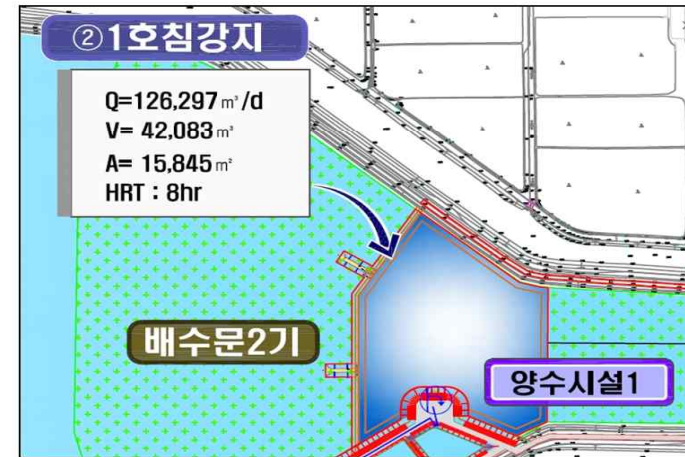 ②1호침강지
Q=126,297㎥/d
V= 42,083㎥
A= 15,845㎡
HRT : 8hr
배수문2기
양수시설1